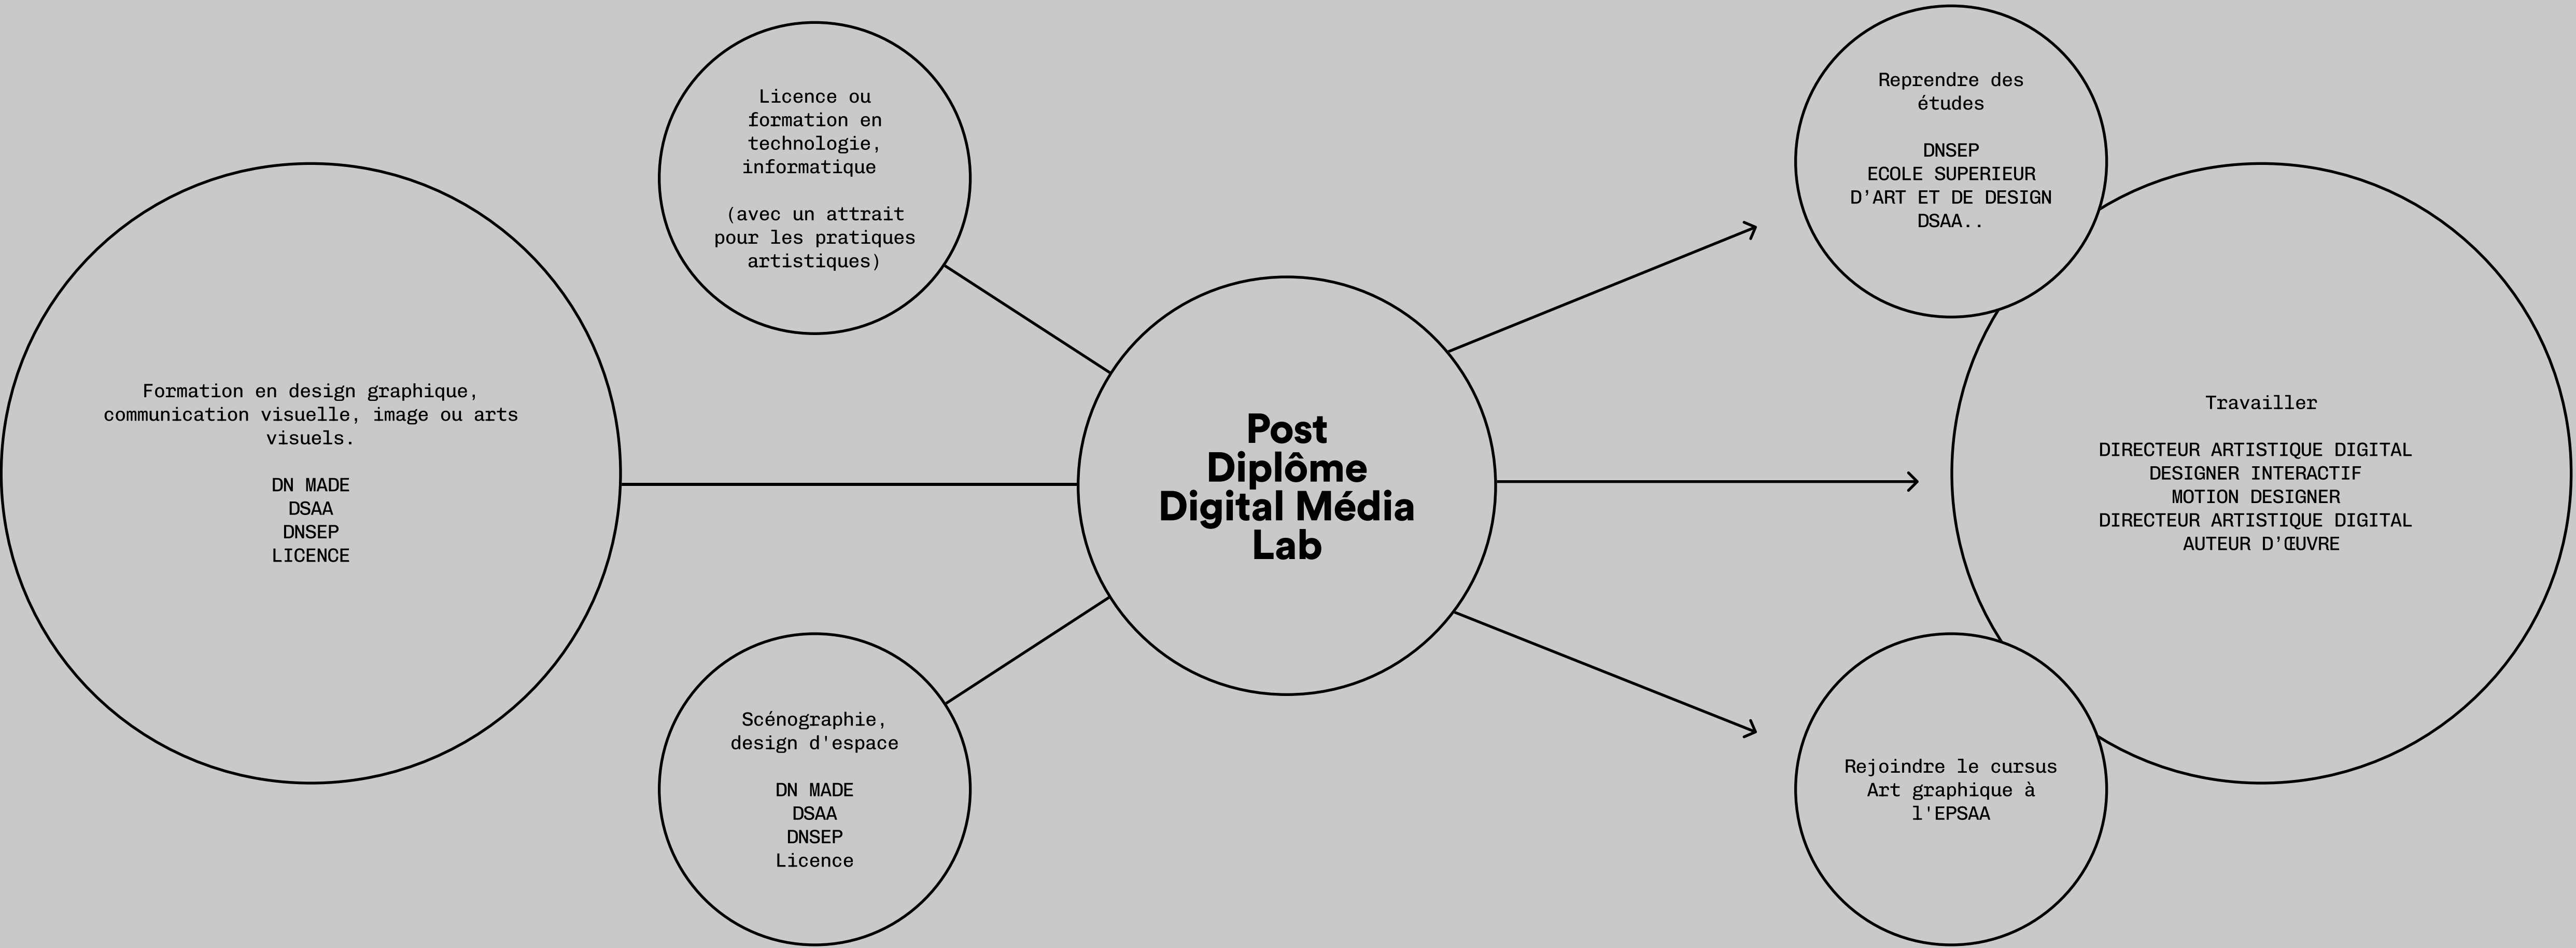 Formation en design graphique,
communication visuelle, image ou arts
visuels.
DN MADE
DSAA
DNSEP
LICENCE
Licence ou
formation en
technologie,
informatique
(avec un attrait
pour les pratiques
artistiques)
Scénographie,
design d'espace
DN MADE
DSAA
DNSEP
Licence
Post
Diplôme
Digital Média
Lab
Reprendre des
études
DNSEP
ECOLE SUPERIEUR
D’ART ET DE DESIGN
DSAA..
Travailler
DIRECTEUR ARTISTIQUE DIGITAL
DESIGNER INTERACTIF
MOTION DESIGNER
DIRECTEUR ARTISTIQUE DIGITAL
AUTEUR D’ŒUVRE
Rejoindre le cursus
Art graphique à
l'EPSAA